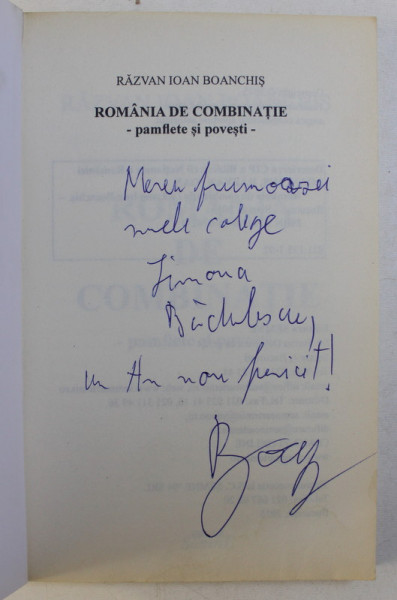 RĂZVAN IOAN BOANCHIȘ
ROMÂNIA DE COMBINAȚIE
- pamflete și povești -
Mereu frumoasei
mele colege
Simona
Bădulescu,
un An nou fericit!
COMBINAȚIE